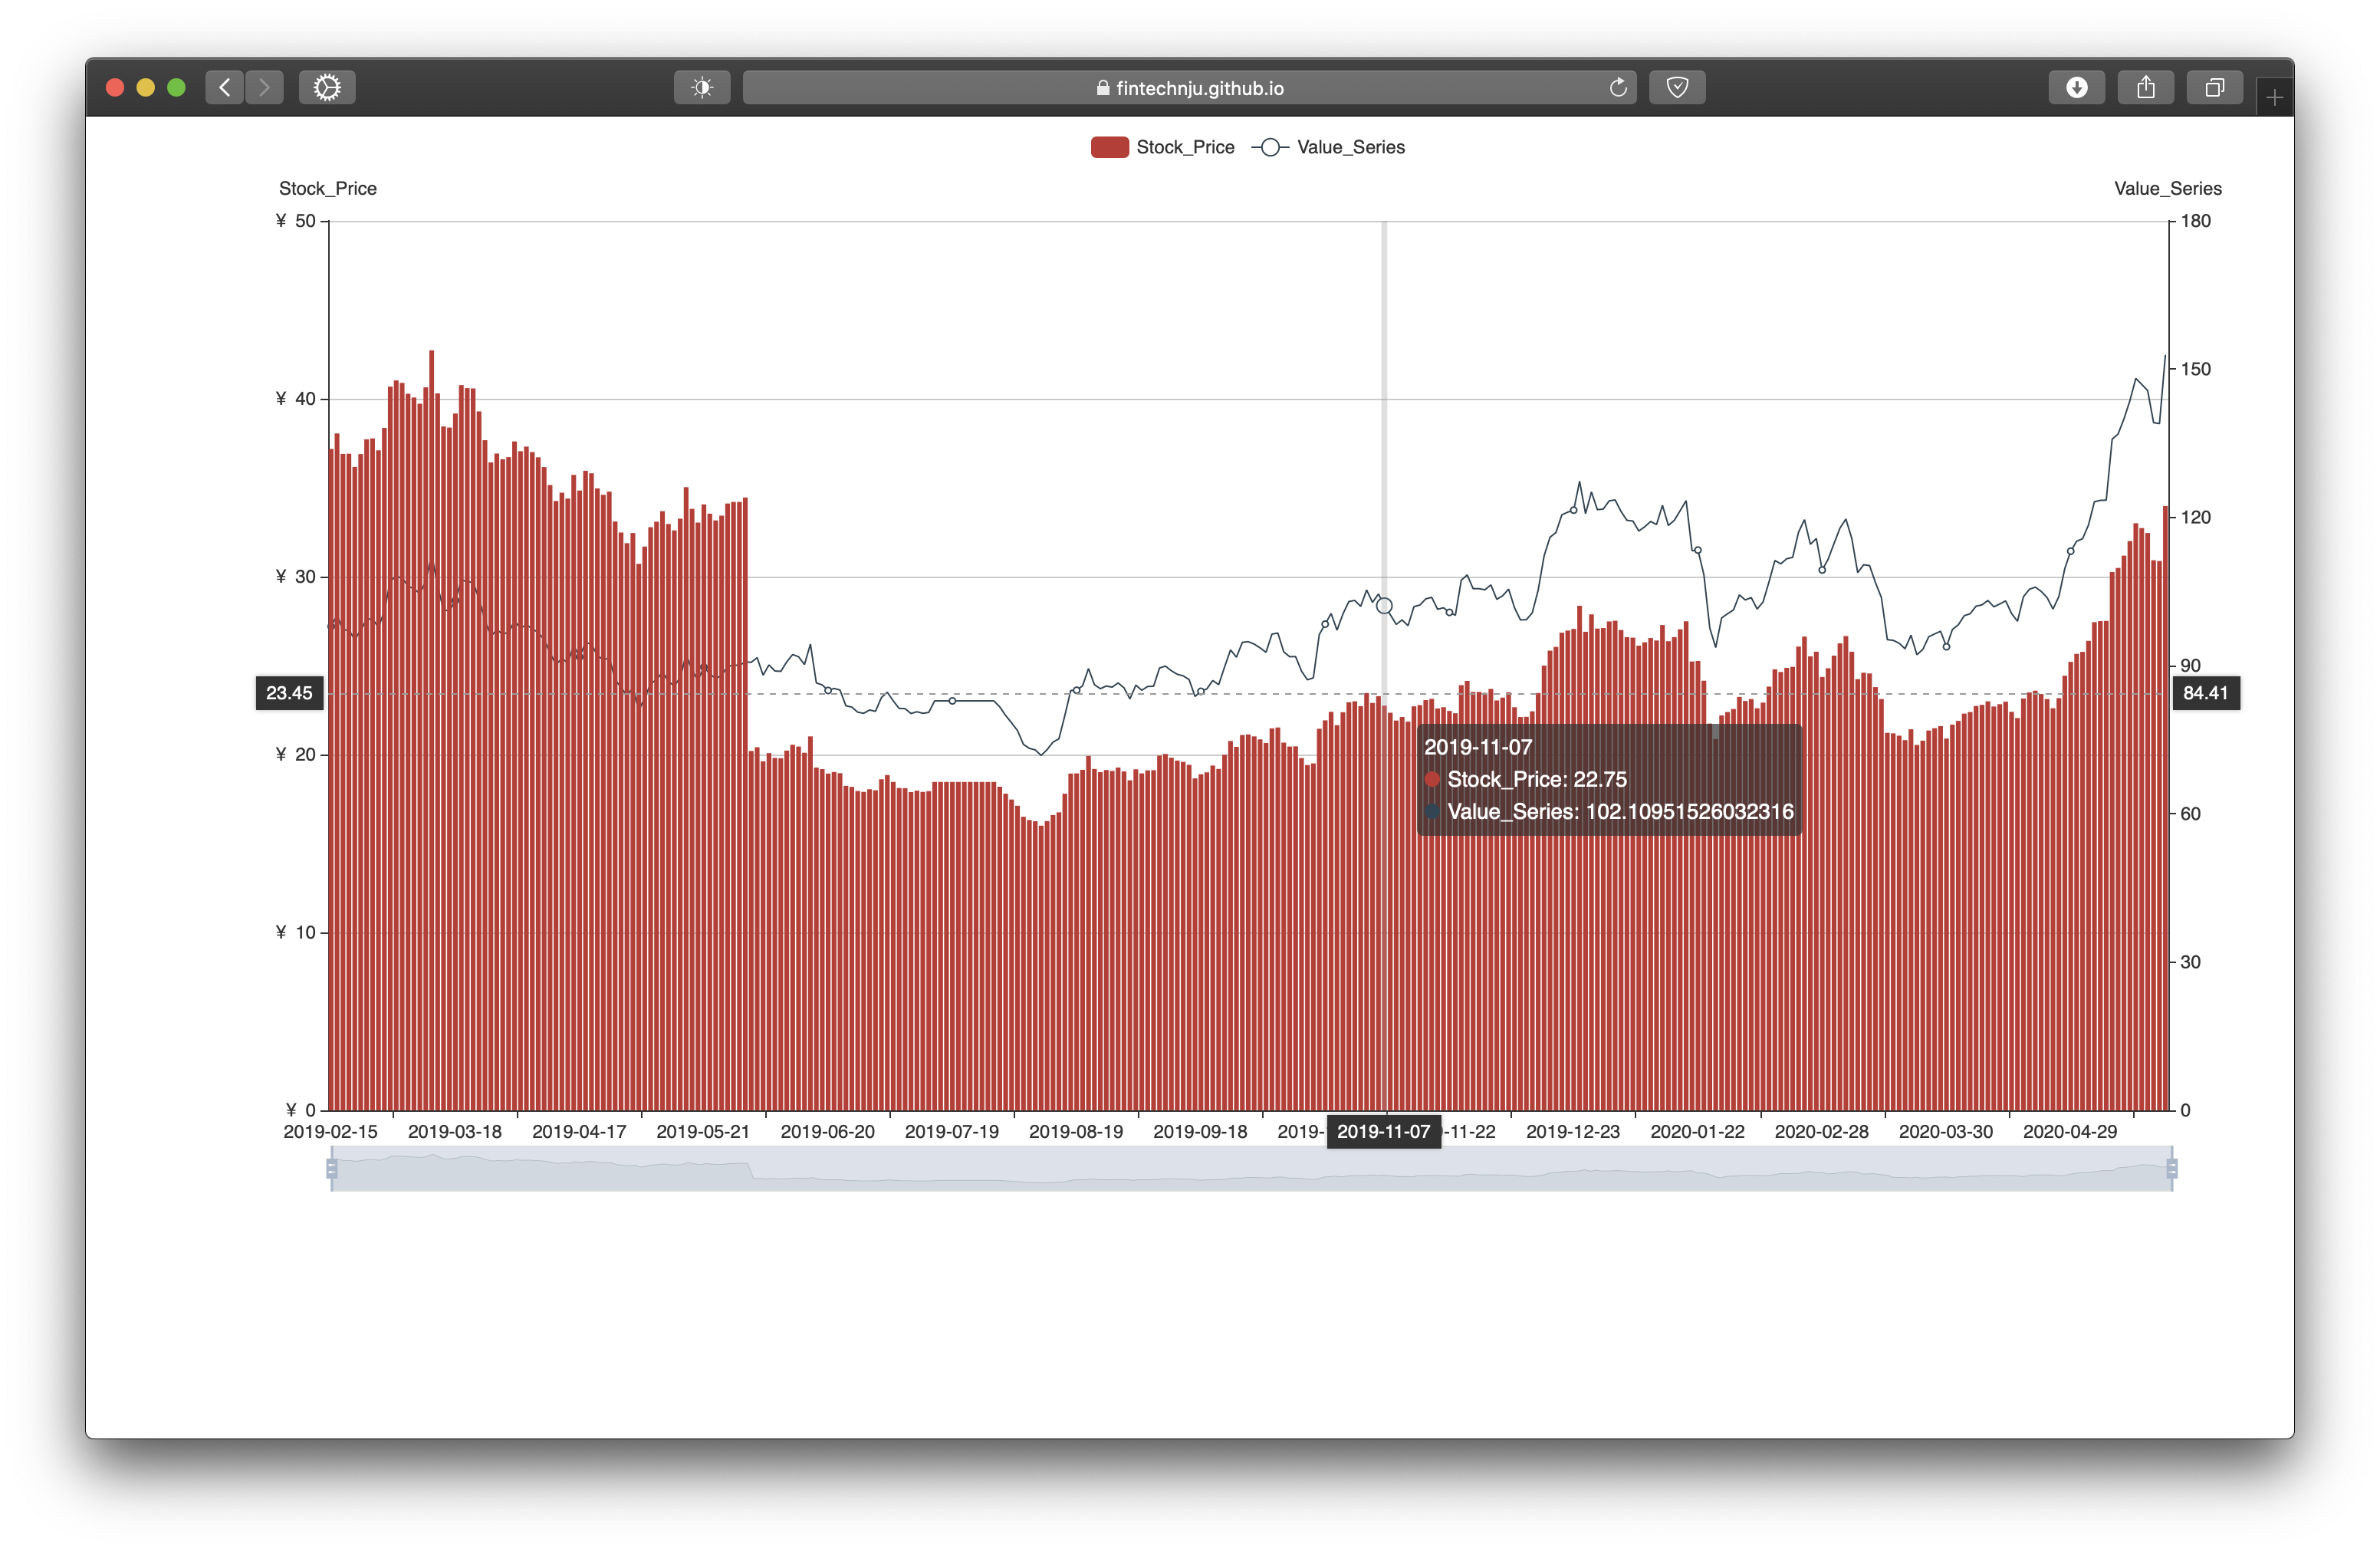 fintechnju.github.io
Stock_Price Value_Series
Stock_Price
Value_Series
¥ 50
¥ 40
¥ 30
23.45
¥ 20
¥ 10
¥ 0
180
150
120
90
84.41
60
30
0
2019-11-07
Stock_Price: 22.75
Value_Series: 102.10951526032316
2019-02-15 2019-03-18 2019-04-17 2019-05-21 2019-06-20 2019-07-19 2019-08-19 2019-09-18 2019- 2019-11-07 -11-22 2019-12-23 2020-01-22 2020-02-28 2020-03-30 2020-04-29